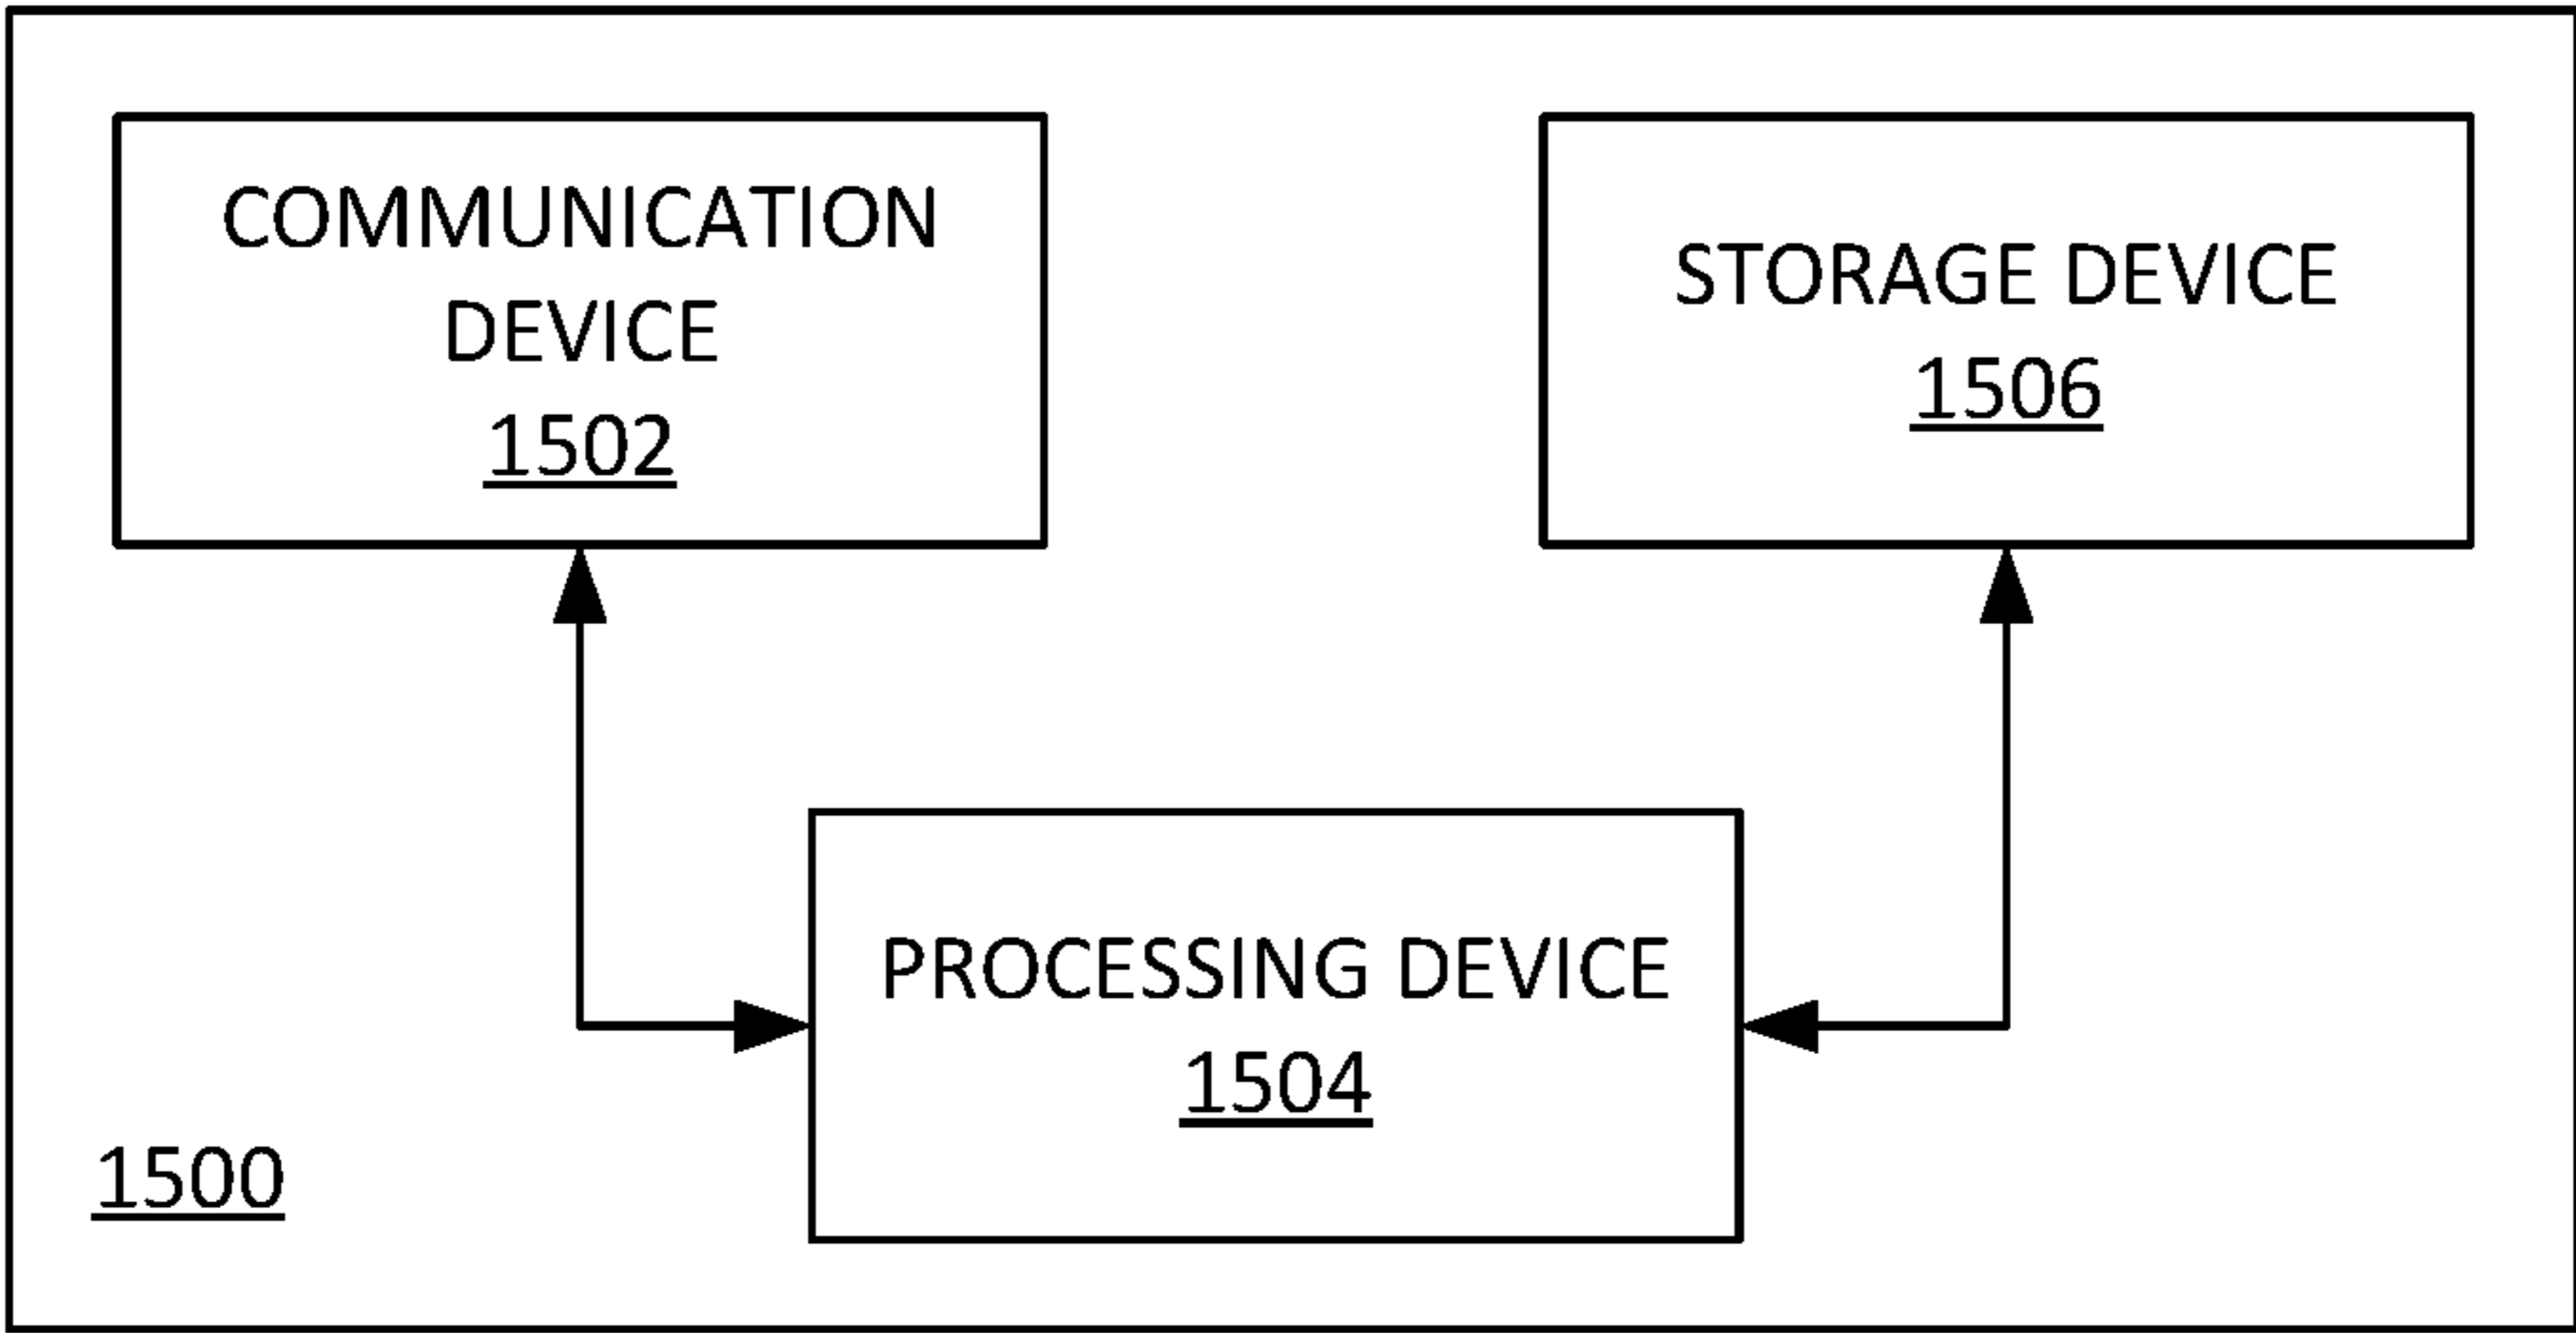 COMMUNICATION
DEVICE
1502
STORAGE DEVICE
1506
PROCESSING DEVICE
1504
1500